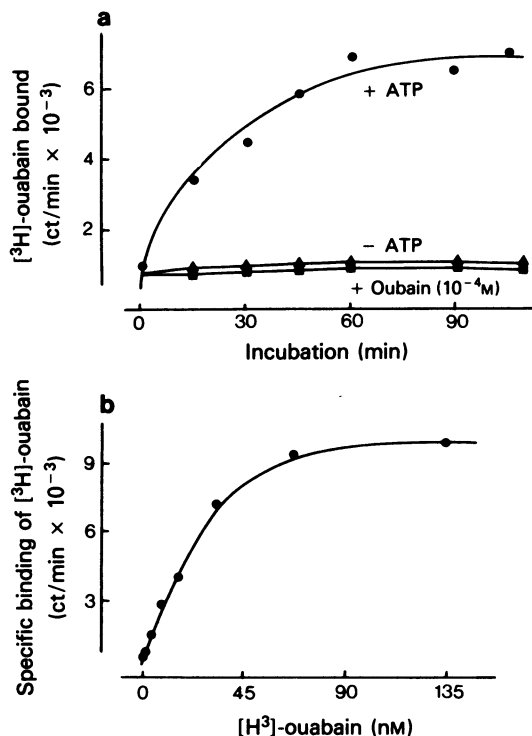 a
[³H]-ouabain bound
(ct/min × 10⁻³)
6
4
2
+ ATP
− ATP
+ Oubain (10⁻⁴M)
0 30 60 90
Incubation (min)
b
Specific binding of [³H]-ouabain
(ct/min × 10⁻³)
9
6
3
0 45 90 135
[H³]-ouabain (nM)